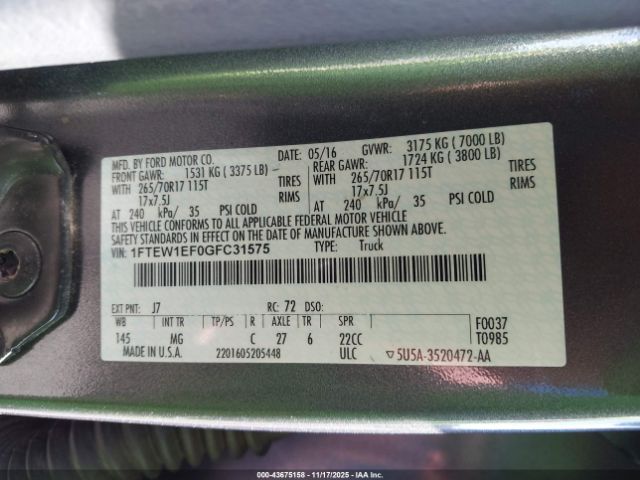 MFD. BY FORD MOTOR CO.
DATE: 05/16 GVWR: 3175 KG ( 7000 LB)
FRONT GAWR: 1531 KG ( 3375 LB) REAR GAWR: 1724 KG ( 3800 LB)
WITH 265/70R17 115T TIRES WITH 265/70R17 115T TIRES
17x7.5J RIMS 17x7.5J RIMS
AT 240 kPa/ 35 PSI COLD AT 240 kPa/ 35 PSI COLD
THIS VEHICLE CONFORMS TO ALL APPLICABLE FEDERAL MOTOR VEHICLE
SAFETY STANDARDS IN EFFECT ON THE DATE OF MANUFACTURE SHOWN ABOVE.
VIN: 1FTEW1EF0GFC31575 TYPE: Truck
EXT PNT: J7 RC: 72 DSO:
WB INT TR TP/PS R AXLE TR SPR F0037
145 MG C 27 6 22CC T0985
MADE IN U.S.A. 2201605205448 ULC ▽5U5A-3520472-AA
000-43675158 - 11/17/2025 - IAA Inc.